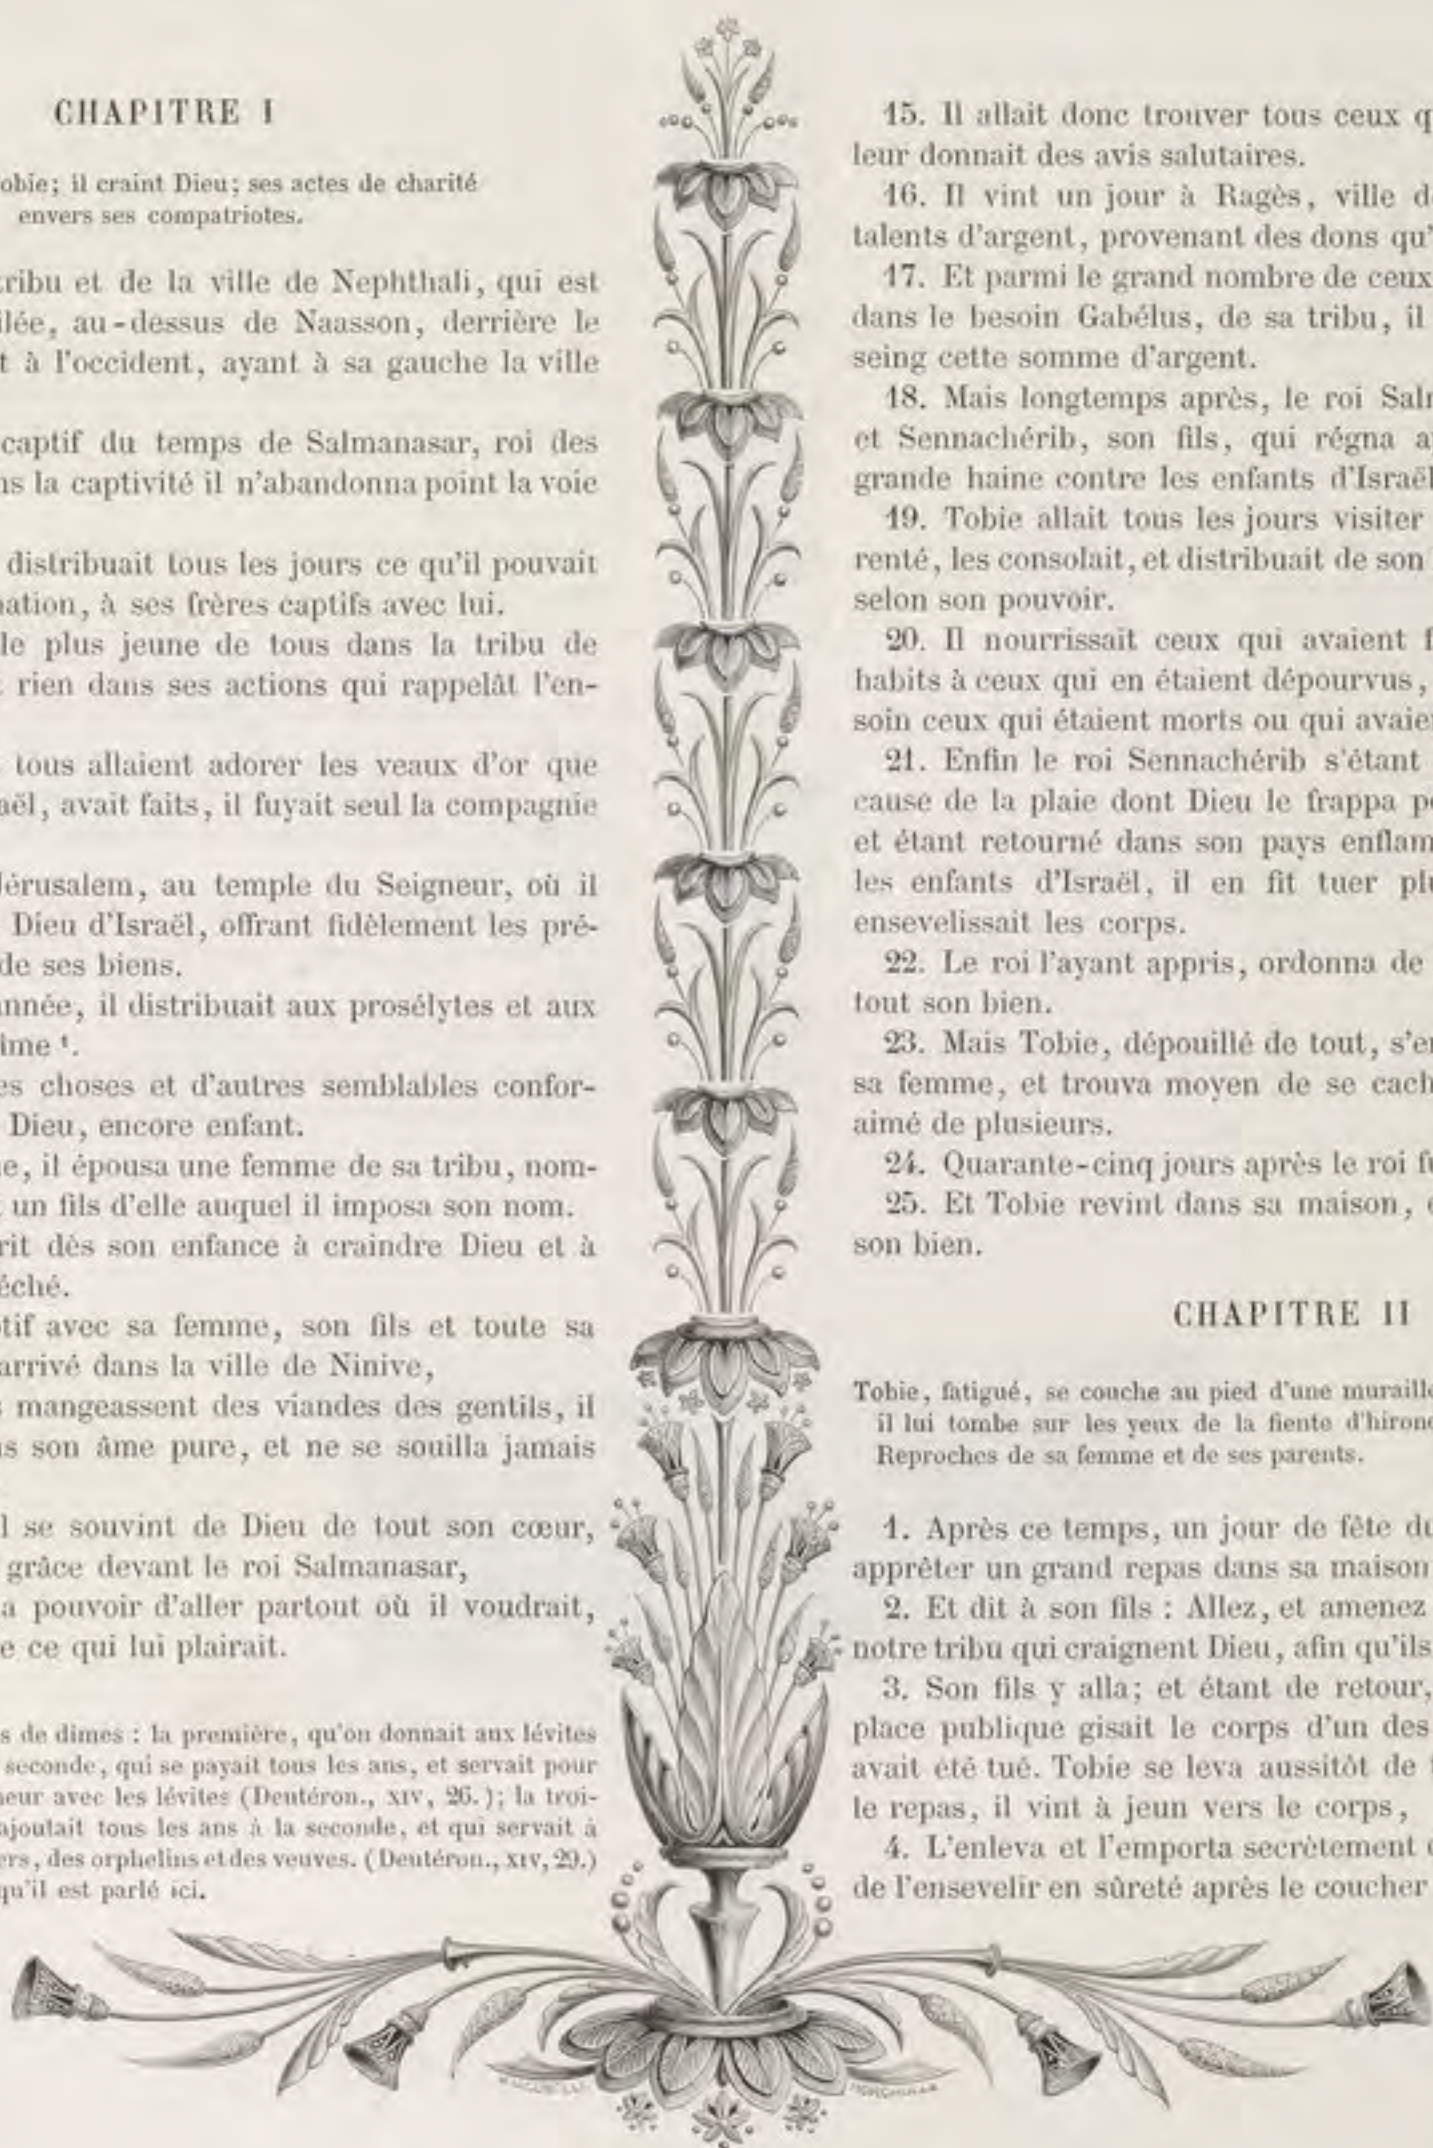 CHAPITRE I
obie; il craint Dieu; ses actes de charité
envers ses compatriotes.
tribu et de la ville de Nephthali, qui est
ilée, au-dessus de Naasson, derrière le
t à l'occident, ayant à sa gauche la ville
captif du temps de Salmanasar, roi des
ns la captivité il n'abandonna point la voie
distribuait tous les jours ce qu'il pouvait
nation, à ses frères captifs avec lui.
le plus jeune de tous dans la tribu de
t rien dans ses actions qui rappelât l'en-
tous allaient adorer les veaux d'or que
aël, avait faits, il fuyait seul la compagnie
Jérusalem, au temple du Seigneur, où il
Dieu d'Israël, offrant fidèlement les pré-
de ses biens.
année, il distribuait aux prosélytes et aux
ime ¹.
es choses et d'autres semblables confor-
Dieu, encore enfant.
e, il épousa une femme de sa tribu, nom-
t un fils d'elle auquel il imposa son nom.
rit dès son enfance à craindre Dieu et à
éché.
tif avec sa femme, son fils et toute sa
arrivé dans la ville de Ninive,
s mangeassent des viandes des gentils, il
ns son âme pure, et ne se souilla jamais
l se souvint de Dieu de tout son cœur,
grâce devant le roi Salmanasar,
a pouvoir d'aller partout où il voudrait,
e ce qui lui plairait.
s de dîmes : la première, qu'on donnait aux lévites
seconde, qui se payait tous les ans, et servait pour
neur avec les lévites (Deutéron., XIV, 26.); la troi-
ajoutait tous les ans à la seconde, et qui servait à
ers, des orphelins et des veuves. (Deutéron., XIV, 29.)
qu'il est parlé ici.
15. Il allait donc trouver tous ceux q
leur donnait des avis salutaires.
16. Il vint un jour à Ragès, ville d
talents d'argent, provenant des dons qu'
17. Et parmi le grand nombre de ceux
dans le besoin Gabélus, de sa tribu, il
seing cette somme d'argent.
18. Mais longtemps après, le roi Salm
et Sennachérib, son fils, qui régna a
grande haine contre les enfants d'Israël
19. Tobie allait tous les jours visiter
renté, les consolait, et distribuait de son
selon son pouvoir.
20. Il nourrissait ceux qui avaient f
habits à ceux qui en étaient dépourvus,
soin ceux qui étaient morts ou qui avaie
21. Enfin le roi Sennachérib s'étant
cause de la plaie dont Dieu le frappa p
et étant retourné dans son pays enflam
les enfants d'Israël, il en fit tuer plu
ensevelissait les corps.
22. Le roi l'ayant appris, ordonna de
tout son bien.
23. Mais Tobie, dépouillé de tout, s'en
sa femme, et trouva moyen de se cach
aimé de plusieurs.
24. Quarante-cinq jours après le roi fu
25. Et Tobie revint dans sa maison, e
son bien.
CHAPITRE II
Tobie, fatigué, se couche au pied d'une muraille
il lui tombe sur les yeux de la fiente d'hirond
Reproches de sa femme et de ses parents.
1. Après ce temps, un jour de fête du
apprêter un grand repas dans sa maison
2. Et dit à son fils : Allez, et amenez
notre tribu qui craignent Dieu, afin qu'ils
3. Son fils y alla; et étant de retour,
place publique gisait le corps d'un des
avait été tué. Tobie se leva aussitôt de t
le repas, il vint à jeun vers le corps,
4. L'enleva et l'emporta secrètement
de l'ensevelir en sûreté après le coucher